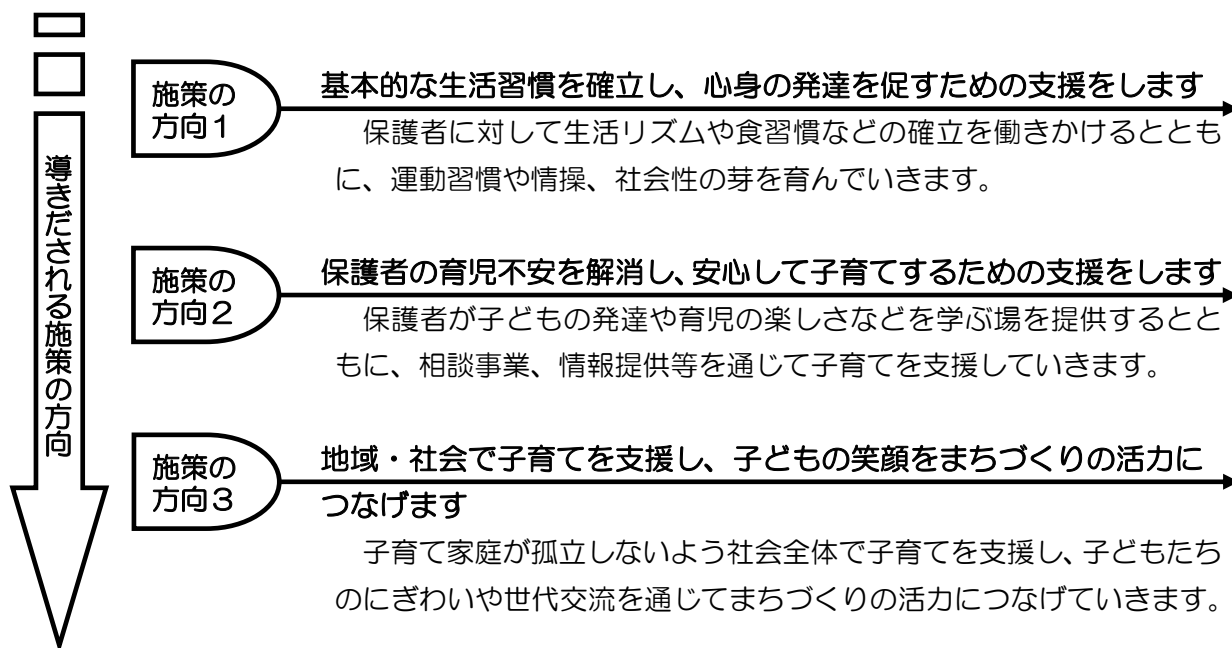 導きだされる施策の方向
施策の
方向1
基本的な生活習慣を確立し、心身の発達を促すための支援をします
保護者に対して生活リズムや食習慣などの確立を働きかけるととも
に、運動習慣や情操、社会性の芽を育んでいきます。
施策の
方向2
保護者の育児不安を解消し、安心して子育てするための支援をします
保護者が子どもの発達や育児の楽しさなどを学ぶ場を提供するとと
もに、相談事業、情報提供等を通じて子育てを支援していきます。
施策の
方向3
地域・社会で子育てを支援し、子どもの笑顔をまちづくりの活力に
つなげます
子育て家庭が孤立しないよう社会全体で子育てを支援し、子どもたち
のにぎわいや世代交流を通じてまちづくりの活力につなげていきます。